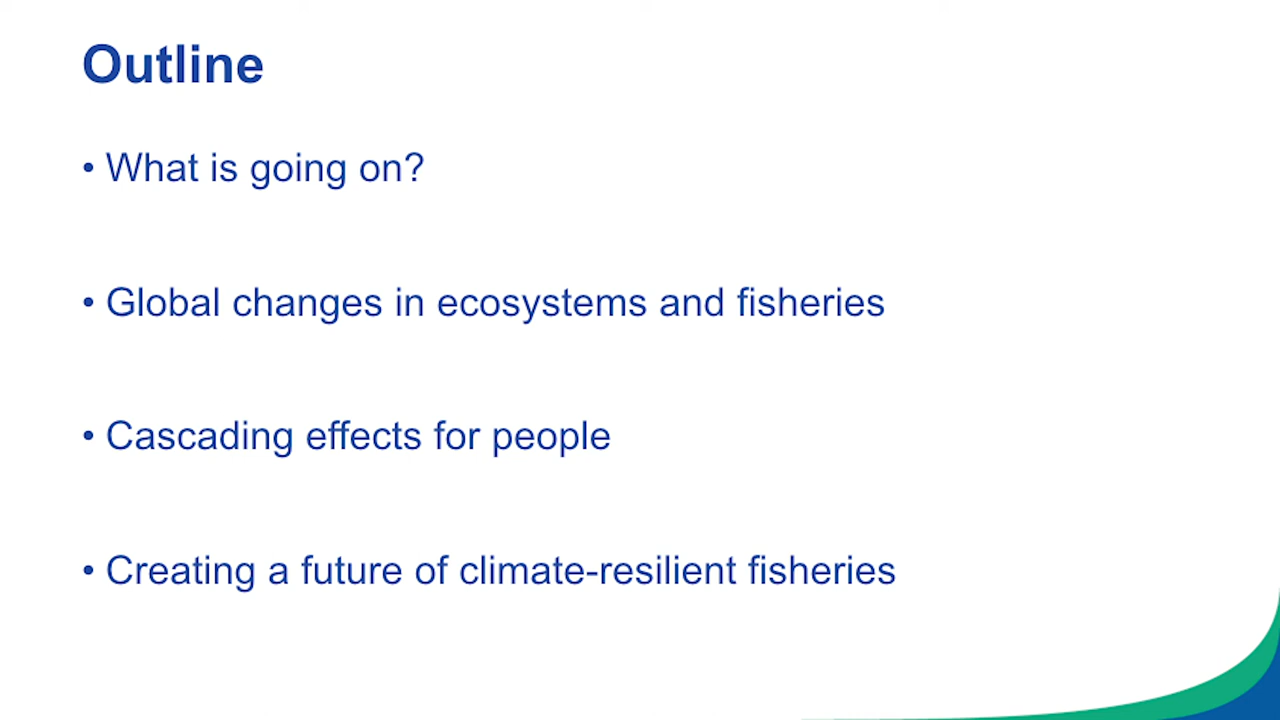 Outline
• What is going on?
• Global changes in ecosystems and fisheries
• Cascading effects for people
• Creating a future of climate-resilient fisheries